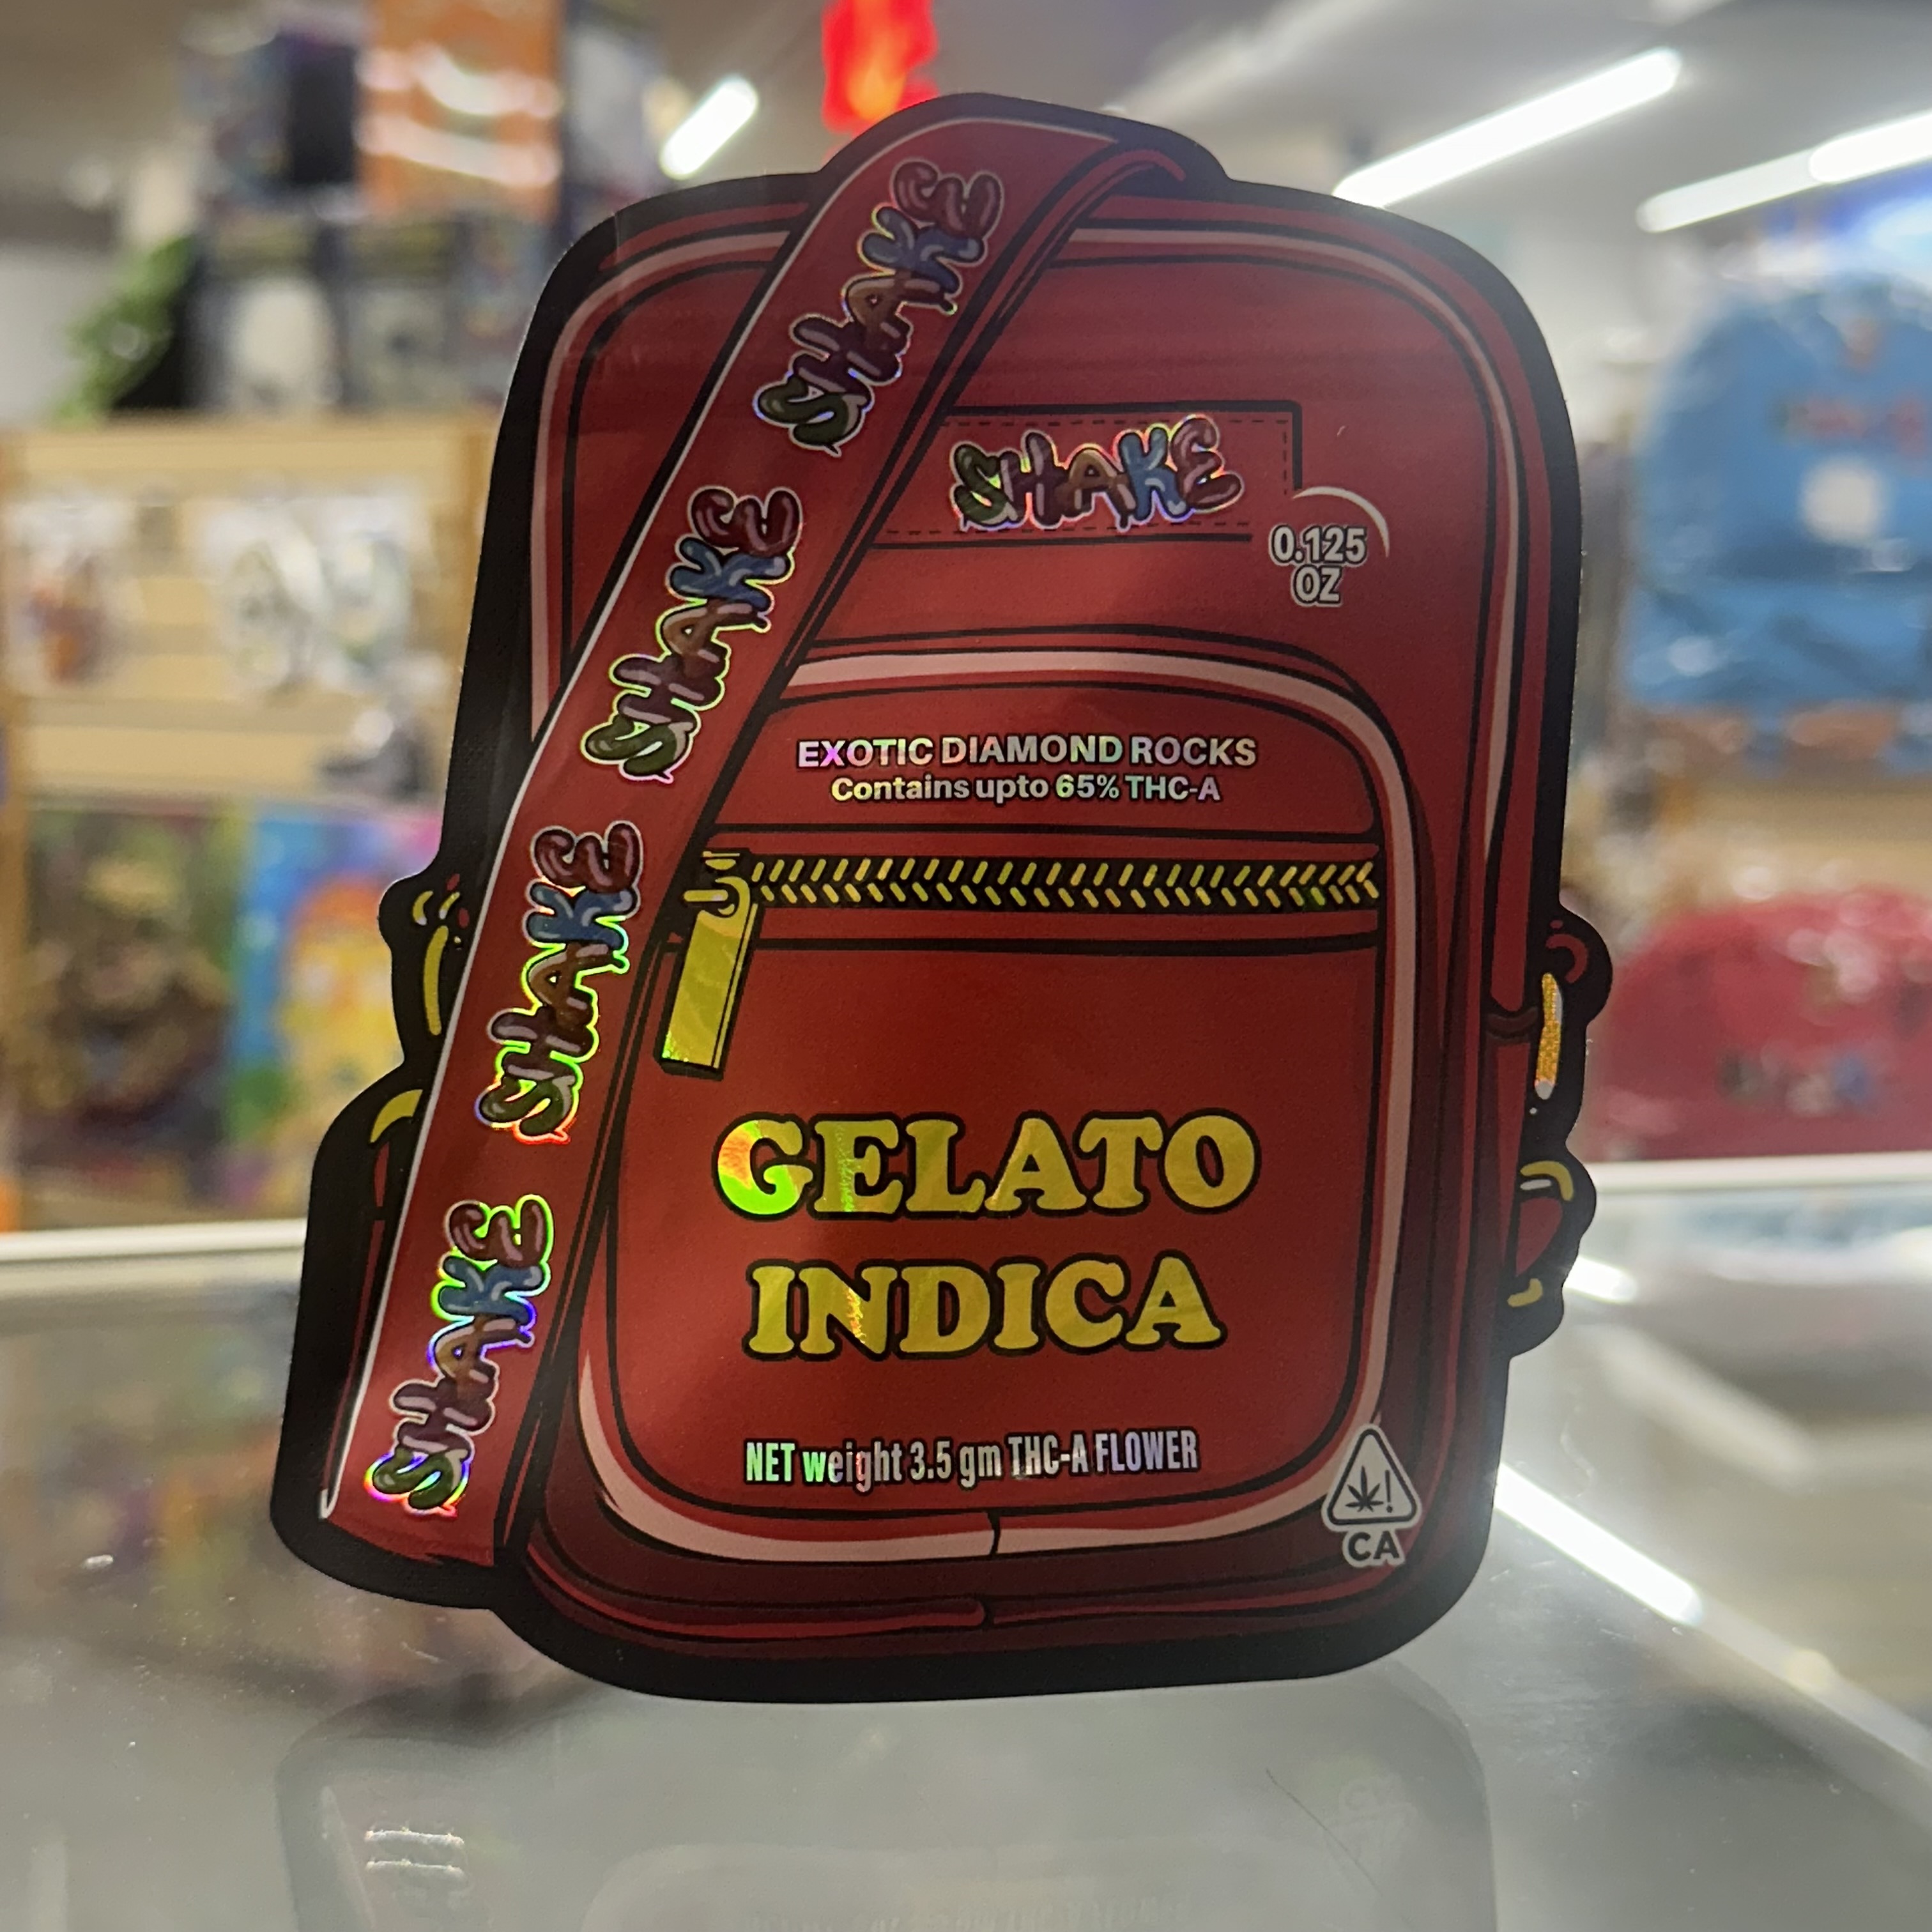 SHAKE
SHAKE
SHAKE
SHAKE
SHAKE
0.125
OZ
EXOTIC DIAMOND ROCKS
Contains upto 65% THC-A
GELATO
INDICA
NET weight 3.5 gm THC-A FLOWER
!
CA